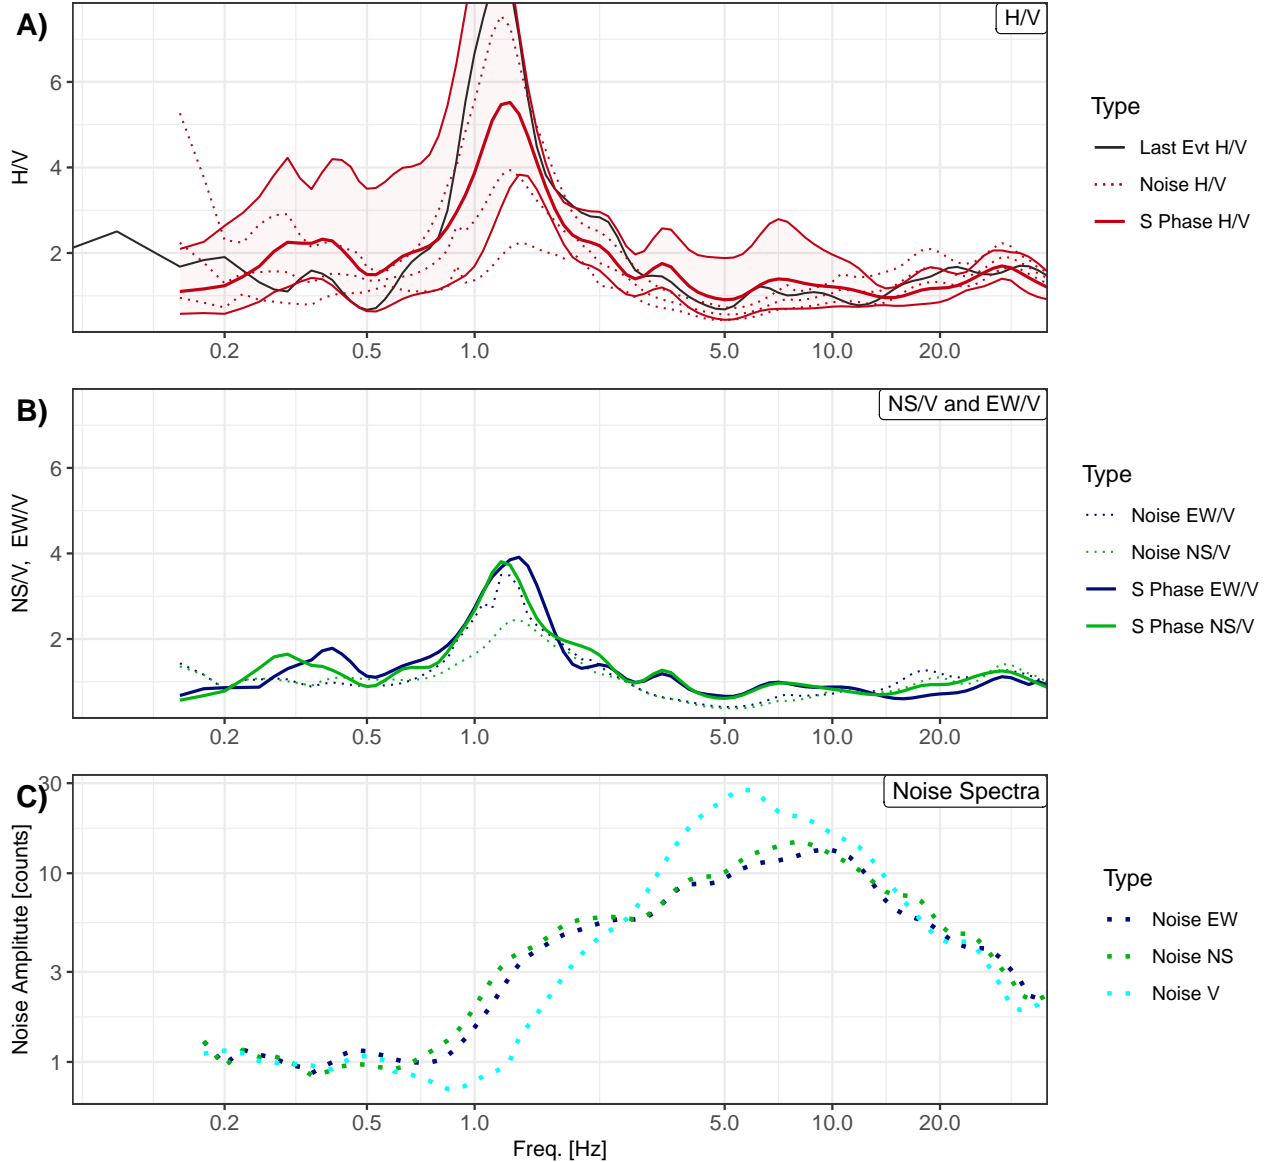 A)
H/V
H/V
6
4
2
0.2 0.5 1.0 5.0 10.0 20.0
Type
Last Evt H/V
Noise H/V
S Phase H/V
B)
NS/V and EW/V
NS/V, EW/V
6
4
2
0.2 0.5 1.0 5.0 10.0 20.0
Type
Noise EW/V
Noise NS/V
S Phase EW/V
S Phase NS/V
C)
Noise Spectra
Noise Amplitute [counts]
30
10
3
1
0.2 0.5 1.0 5.0 10.0 20.0
Freq. [Hz]
Type
Noise EW
Noise NS
Noise V